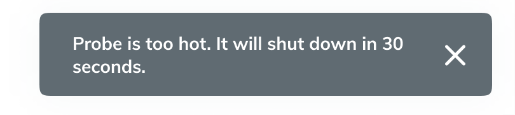 Probe is too hot. It will shut down in 30
seconds.